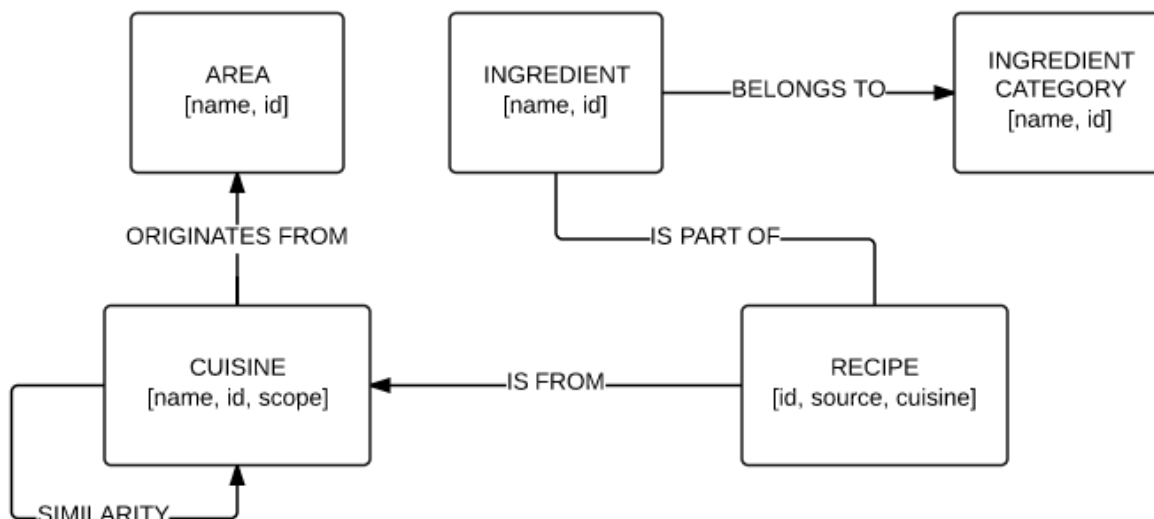 AREA
[name, id]
INGREDIENT
[name, id]
BELONGS TO
INGREDIENT
CATEGORY
[name, id]
ORIGINATES FROM
IS PART OF
CUISINE
[name, id, scope]
IS FROM
RECIPE
[id, source, cuisine]
SIMILARITY